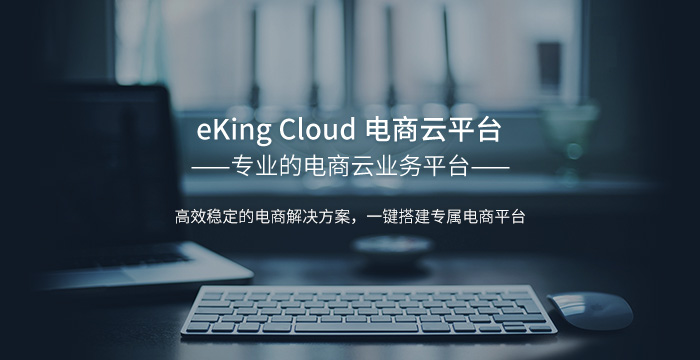 eKing Cloud 电商云平台
——专业的电商云业务平台——
高效稳定的电商解决方案，一键搭建专属电商平台